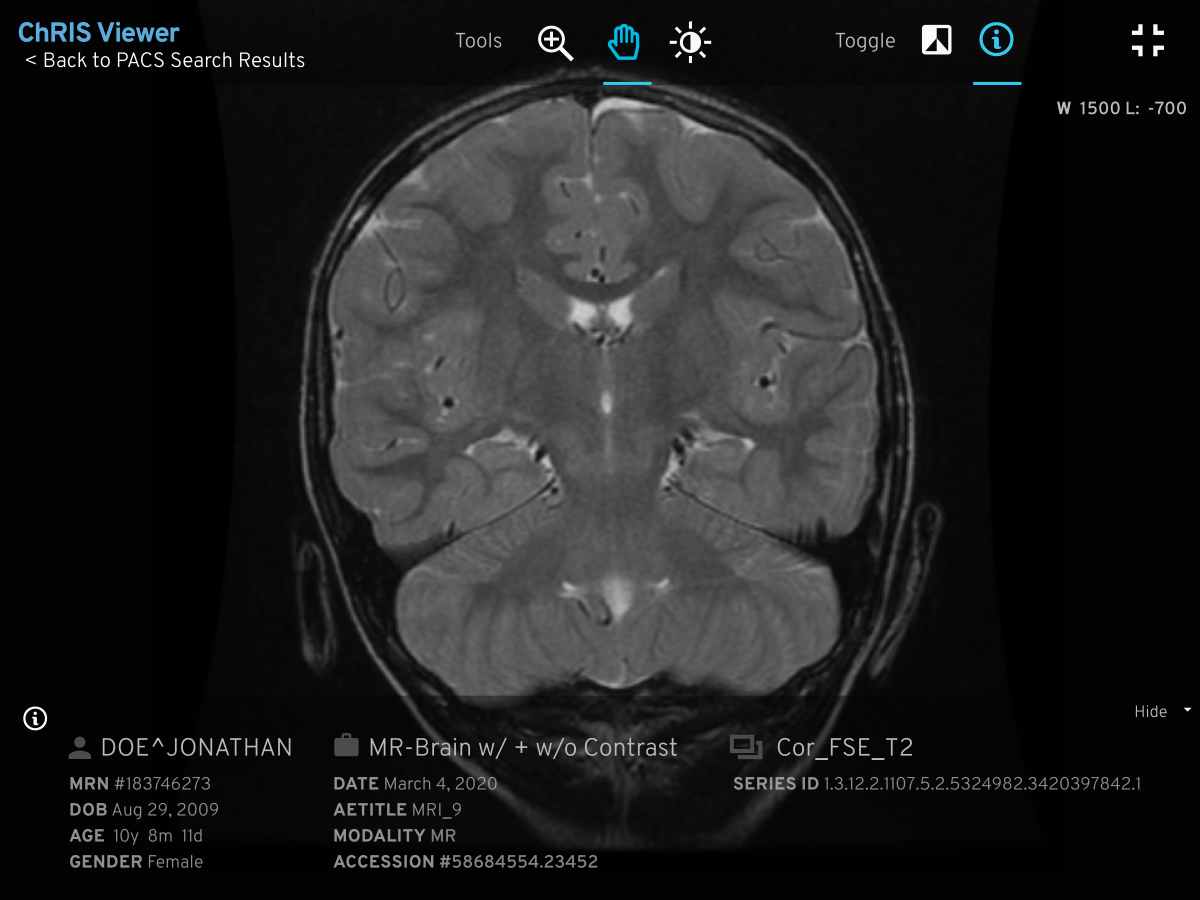 ChRIS Viewer
< Back to PACS Search Results
Tools
Toggle
W 1500 L: -700
Hide
DOE^JONATHAN
MRN #183746273
DOB Aug 29, 2009
AGE 10y 8m 11d
GENDER Female
MR-Brain w/ + w/o Contrast
DATE March 4, 2020
AETITLE MRI_9
MODALITY MR
ACCESSION #58684554.23452
Cor_FSE_T2
SERIES ID 1.3.12.2.1107.5.2.5324982.3420397842.1